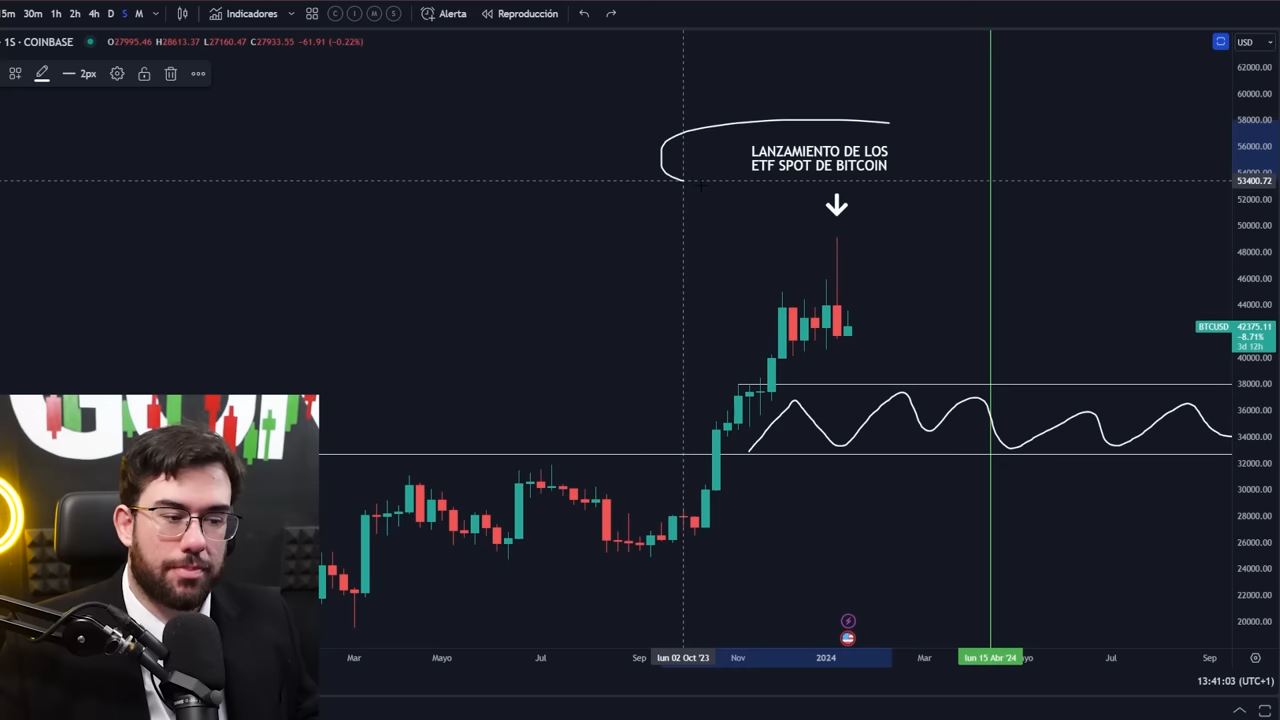 15m 30m 1h 2h 4h D S M Indicadores C I M S Alerta Reproducción
· 1S · COINBASE O27995.46 H28613.37 L27160.47 C27933.55 −61.91 (−0.22%) USD
2px
62000.00
60000.00
58000.00
LANZAMIENTO DE LOS
56000.00
ETF SPOT DE BITCOIN
54000.00
53400.72
52000.00
50000.00
48000.00
46000.00
44000.00
BTCUSD 42375.11
−8.71%
3d 12h
40000.00
38000.00
36000.00
34000.00
32000.00
30000.00
28000.00
26000.00
24000.00
22000.00
20000.00
Mar Mayo Jul Sep lun 02 Oct '23 Nov 2024 Mar lun 15 Abr '24 yo Jul Sep
13:41:03 (UTC+1)